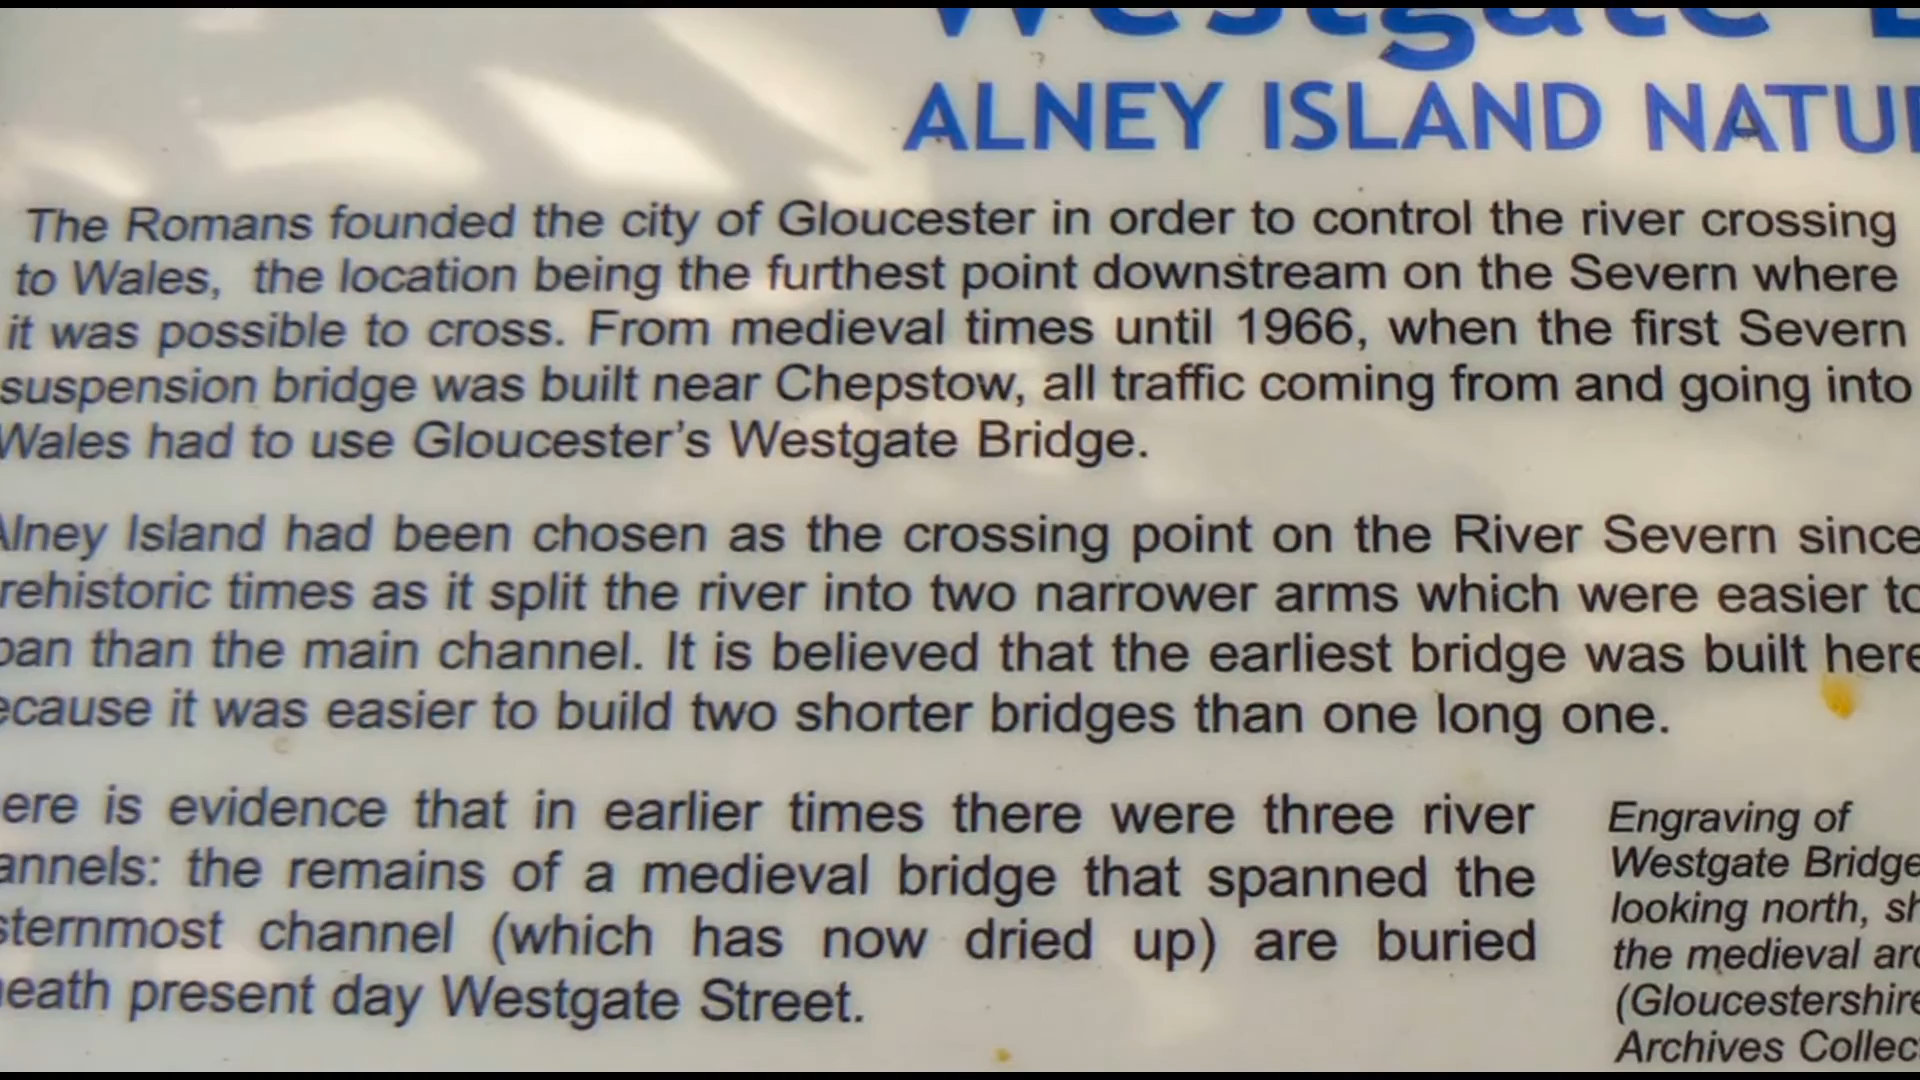 Westgate
ALNEY ISLAND
The Romans founded the city of Gloucester in order to control the river crossing
to Wales, the location being the furthest point downstream on the Severn where
it was possible to cross. From medieval times until 1966, when the first Severn
suspension bridge was built near Chepstow, all traffic coming from and going into
Wales had to use Gloucester's Westgate Bridge.
Alney Island had been chosen as the crossing point on the River Severn since
rehistoric times as it split the river into two narrower arms which were easier to
pan than the main channel. It is believed that the earliest bridge was built here
ecause it was easier to build two shorter bridges than one long one.
ere is evidence that in earlier times there were three river
annels: the remains of a medieval bridge that spanned the
sternmost channel (which has now dried up) are buried
neath present day Westgate Street.
Engraving of
Westgate Bridge
looking north, sh
the medieval arc
(Gloucestershire
Archives Collec